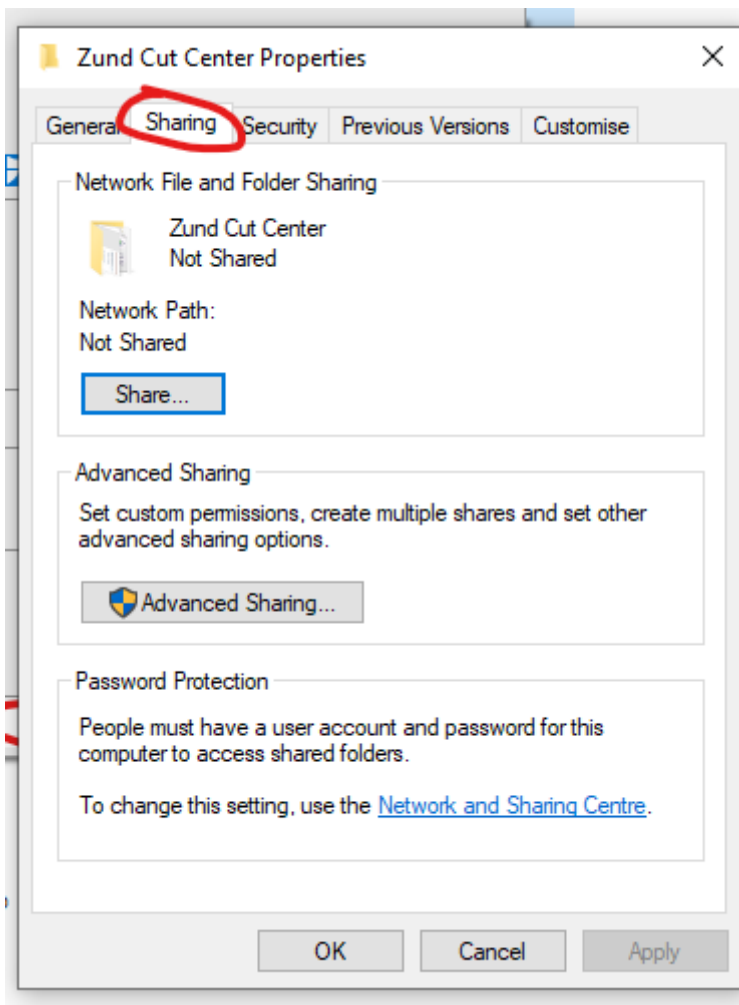 Zund Cut Center Properties
General Sharing Security Previous Versions Customise
Network File and Folder Sharing
Zund Cut Center
Not Shared
Network Path:
Not Shared
Share...
Advanced Sharing
Set custom permissions, create multiple shares and set other
advanced sharing options.
Advanced Sharing...
Password Protection
People must have a user account and password for this
computer to access shared folders.
To change this setting, use the Network and Sharing Centre.
OK Cancel Apply